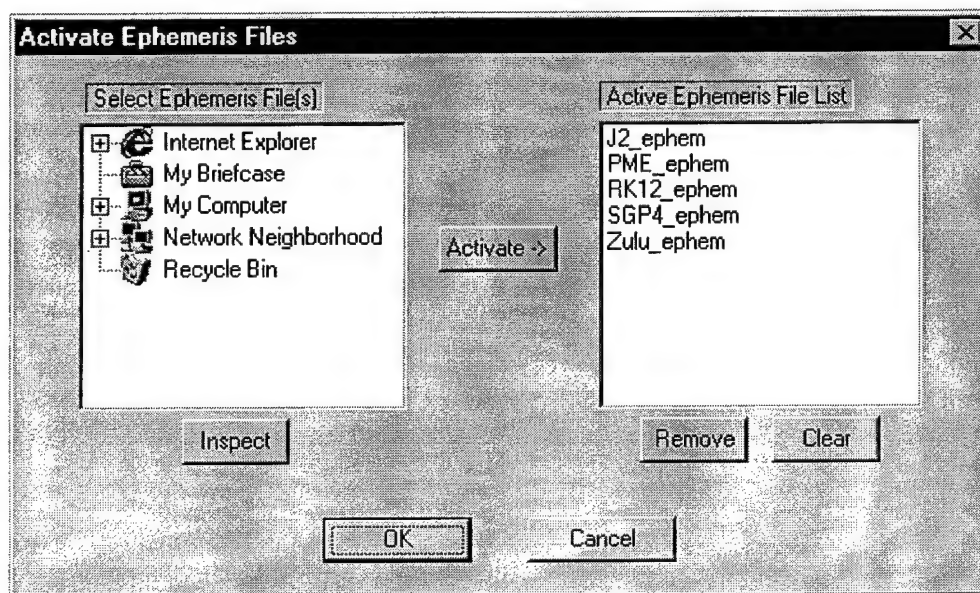 Activate Ephemeris Files
Select Ephemeris File(s)
Internet Explorer
My Briefcase
My Computer
Network Neighborhood
Recycle Bin
Inspect
Activate ->
Active Ephemeris File List
J2_ephem
PME_ephem
RK12_ephem
SGP4_ephem
Zulu_ephem
Remove
Clear
OK
Cancel